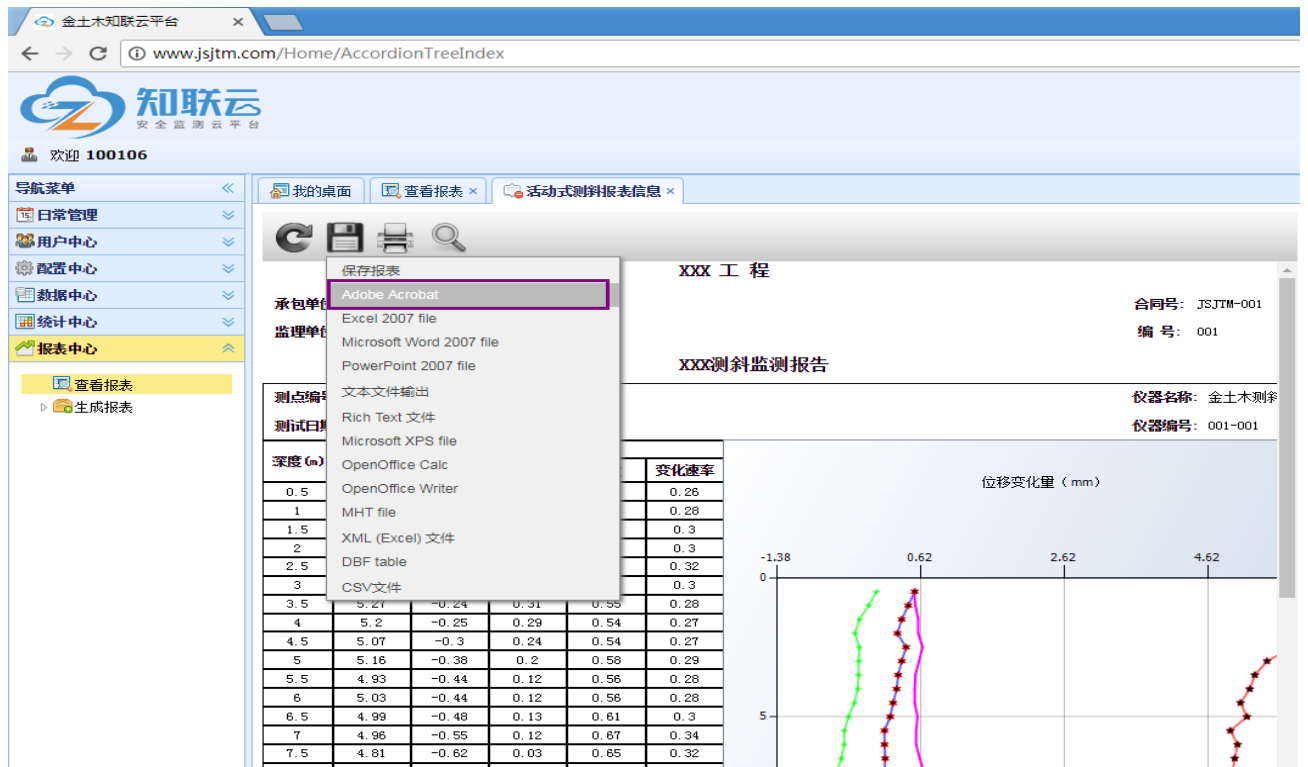 金土木知联云平台
www.jsjtm.com/Home/AccordionTreeIndex
知联云
安全监测云平台
欢迎 100106
导航菜单
日常管理
用户中心
配置中心
数据中心
统计中心
报表中心
查看报表
生成报表
我的桌面 查看报表 活动式测斜报表信息
保存报表
Adobe Acrobat
Excel 2007 file
Microsoft Word 2007 file
PowerPoint 2007 file
文本文件输出
Rich Text 文件
Microsoft XPS file
OpenOffice Calc
OpenOffice Writer
MHT file
XML (Excel) 文件
DBF table
CSV文件
XXX 工 程
承包单 合同号: JSJTM-001
监理单 编 号: 001
XXX测斜监测报告
测点编 仪器名称: 金土木测斜
测试日 仪器编号: 001-001
深度(m) 变化速率
0.5 0.26
1 0.28
1.5 0.3
2 0.3
2.5 0.32
3 0.3
3.5 5.27 -0.24 0.31 0.55 0.28
4 5.2 -0.25 0.29 0.54 0.27
4.5 5.07 -0.3 0.24 0.54 0.27
5 5.16 -0.38 0.2 0.58 0.29
5.5 4.93 -0.44 0.12 0.56 0.28
6 5.03 -0.44 0.12 0.56 0.28
6.5 4.99 -0.48 0.13 0.61 0.3
7 4.96 -0.55 0.12 0.67 0.34
7.5 4.81 -0.62 0.03 0.65 0.32
位移变化量 (mm)
-1.38 0.62 2.62 4.62
0
5